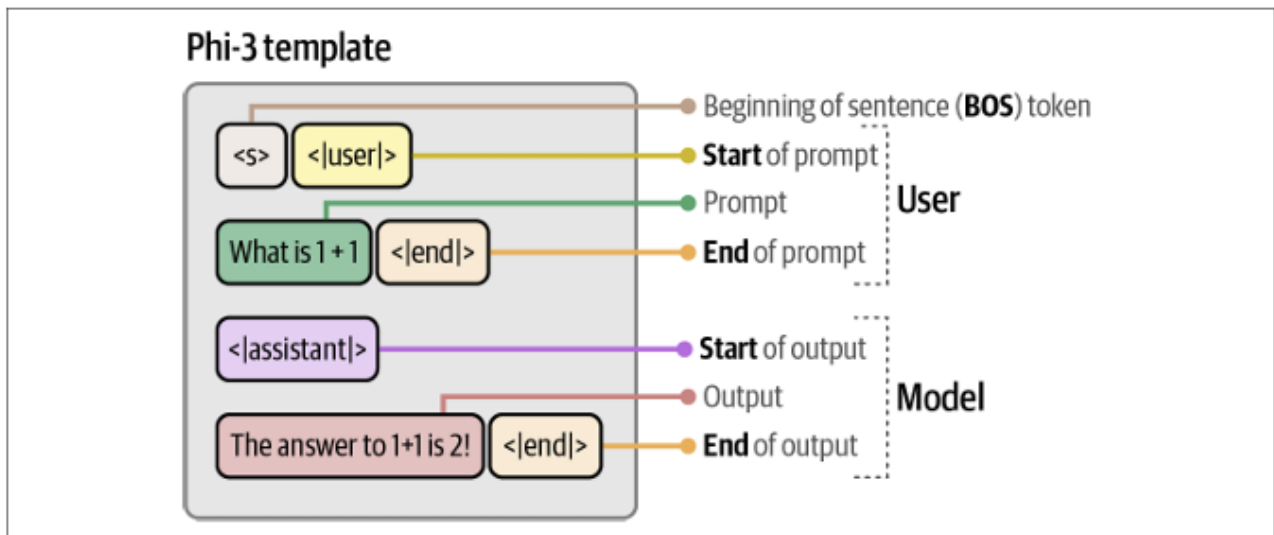 Phi-3 template
Beginning of sentence (BOS) token
<s> <|user|> Start of prompt
Prompt
User
What is 1 + 1 <|end|> End of prompt
<|assistant|> Start of output
Output
Model
The answer to 1+1 is 2! <|end|> End of output